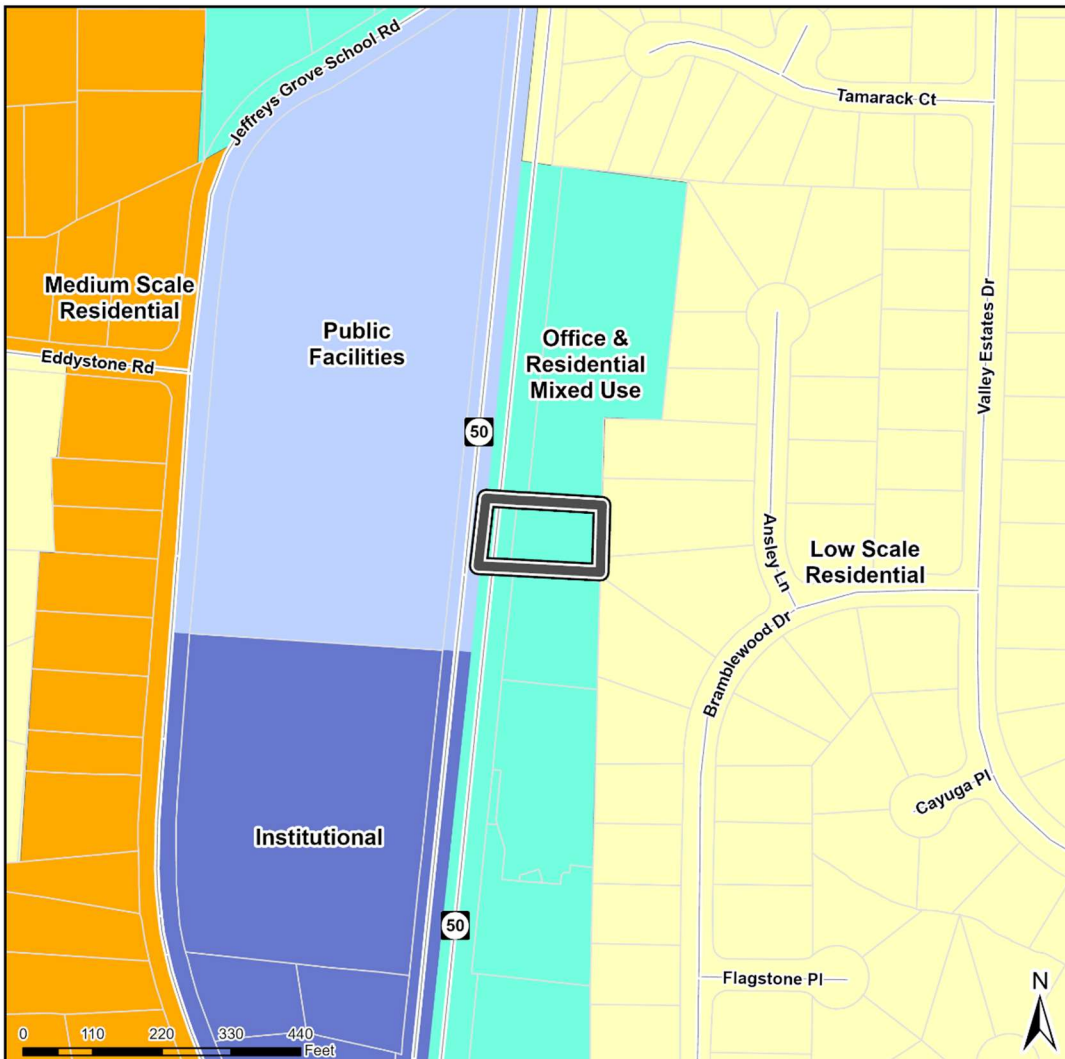 Jeffreys Grove School Rd
Tamarack Ct
Medium Scale
Residential
Public
Facilities
Office &
Residential
Mixed Use
Valley Estates Dr
Eddystone Rd
50
Ansley Ln
Low Scale
Residential
Bramblewood Dr
Cayuga Pl
Institutional
50
Flagstone Pl
N
0 110 220 330 440
Feet